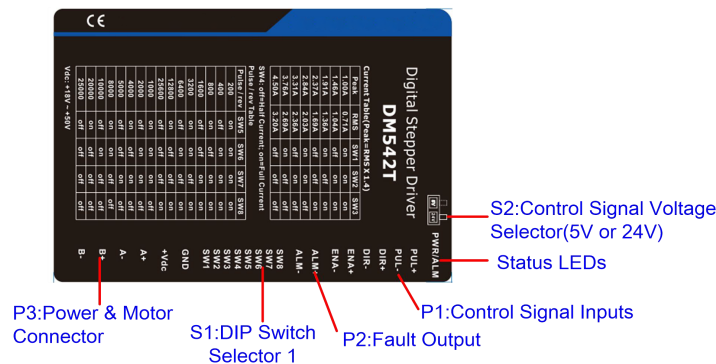 CE
Digital Stepper Driver
DM542T
Current Table(Peak=RMS X 1.4)
Peak RMS SW1 SW2 SW3
1.00A 0.71A on on on
1.46A 1.04A off on on
1.91A 1.36A on off on
2.37A 1.69A off off on
2.84A 2.03A on on off
3.31A 2.36A off on off
3.76A 2.69A on off off
4.50A 3.20A off off off
SW4: off=Half Current; on=Full Current
Pulse / rev Table
Pulse / rev SW5 SW6 SW7 SW8
200 on on on on
400 off on on on
800 on off on on
1600 off off on on
3200 on on off on
6400 off on off on
12800 on off off on
25600 off off off on
1000 on on on off
2000 off on on off
4000 on off on off
5000 off off on off
8000 on on off off
10000 off on off off
20000 on off off off
25000 off off off off
Vdc: +18V ~ +50V
PWR/ALM
PUL+
PUL-
DIR+
DIR-
ENA+
ENA-
ALM+
ALM-
SW8
SW7
SW6
SW5
SW4
SW3
SW2
SW1
GND
+Vdc
A+
A-
B+
B-
S2:Control Signal Voltage
Selector(5V or 24V)
Status LEDs
P1:Control Signal Inputs
P2:Fault Output
S1:DIP Switch
Selector 1
P3:Power & Motor
Connector